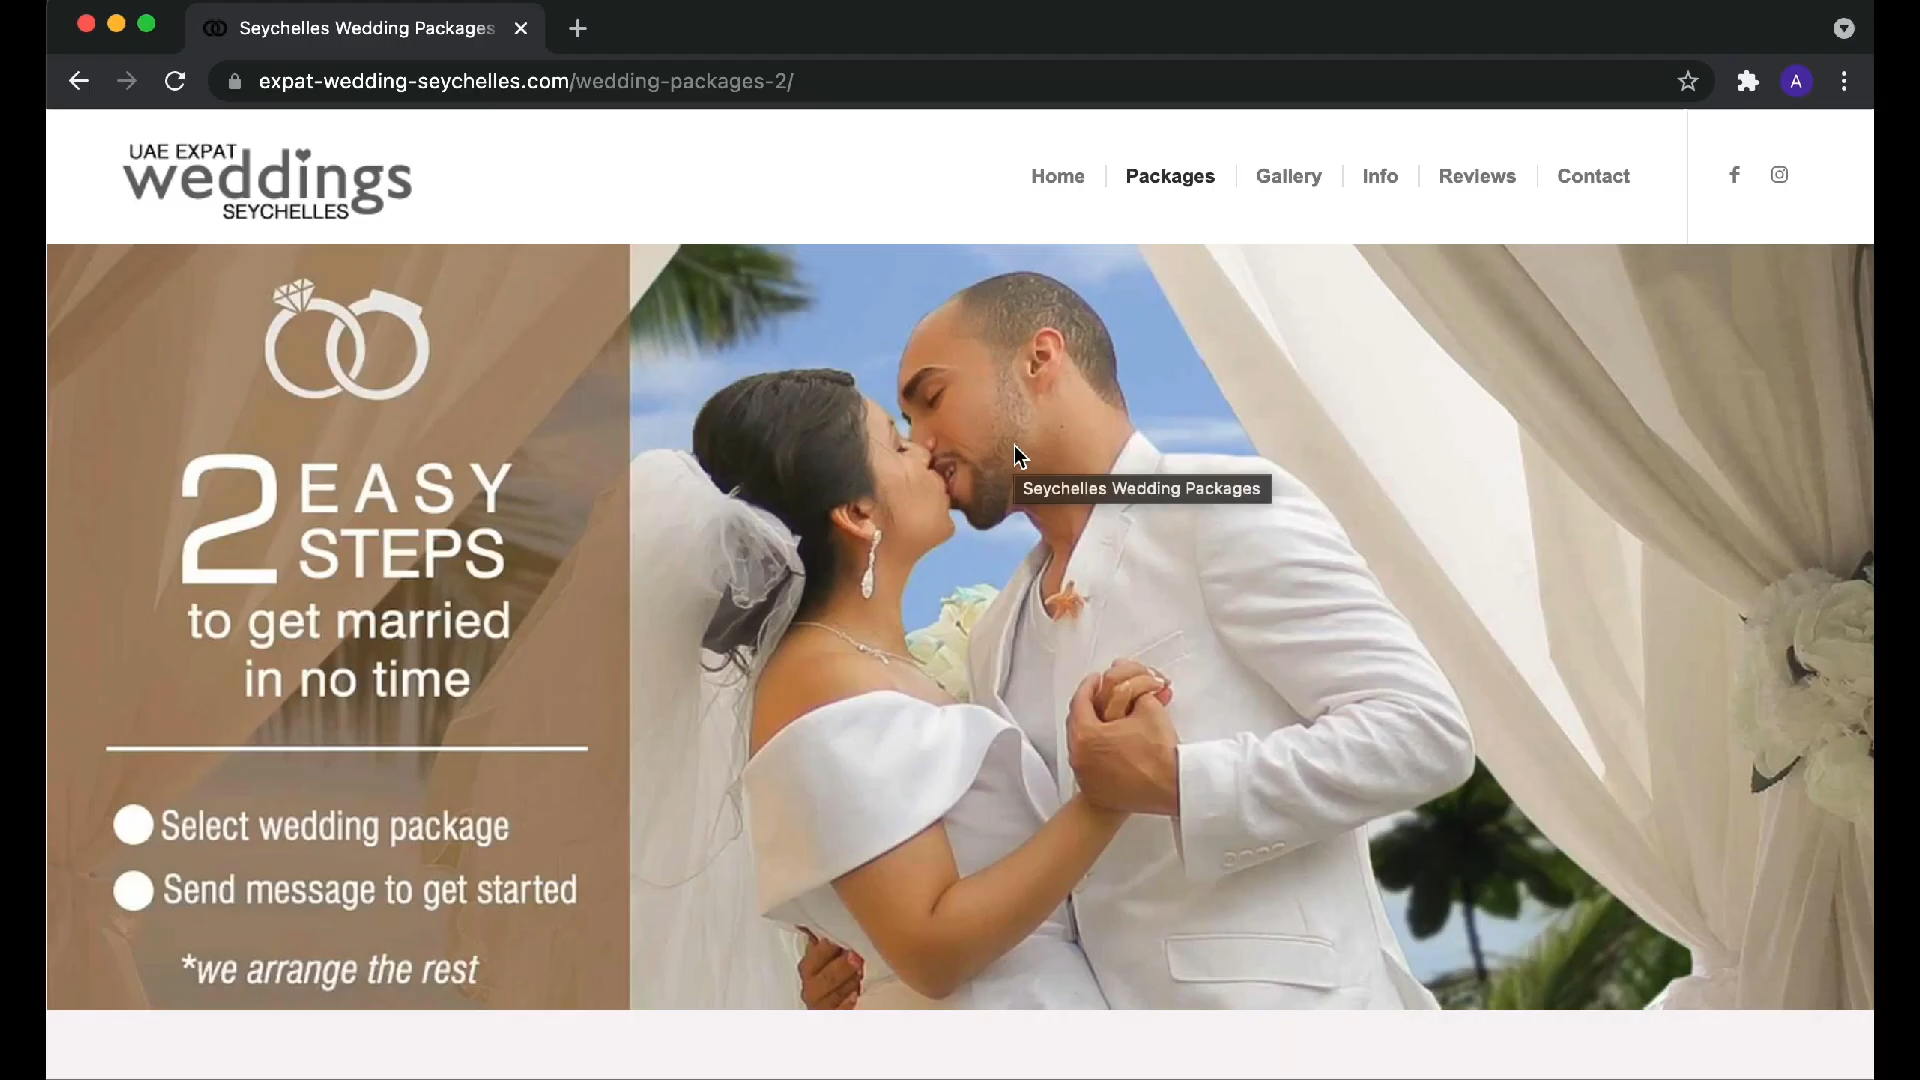 Seychelles Wedding Packages
expat-wedding-seychelles.com/wedding-packages-2/
A
UAE EXPAT
weddings
SEYCHELLES
Home
Packages
Gallery
Info
Reviews
Contact
2 EASY
STEPS
to get married
in no time
Seychelles Wedding Packages
Select wedding package
Send message to get started
*we arrange the rest